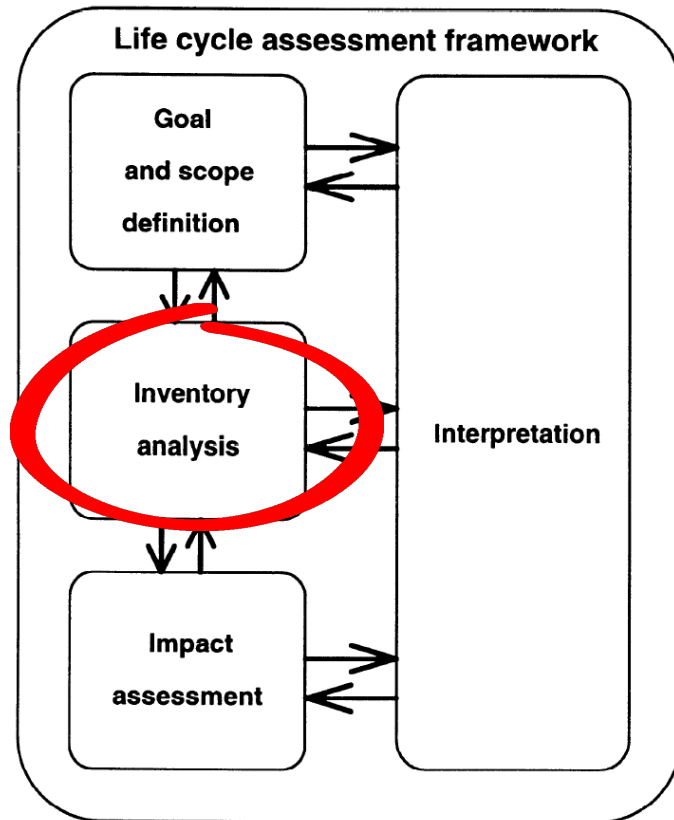 Life cycle assessment framework
Goal
and scope
definition
Inventory
analysis
Interpretation
Impact
assessment